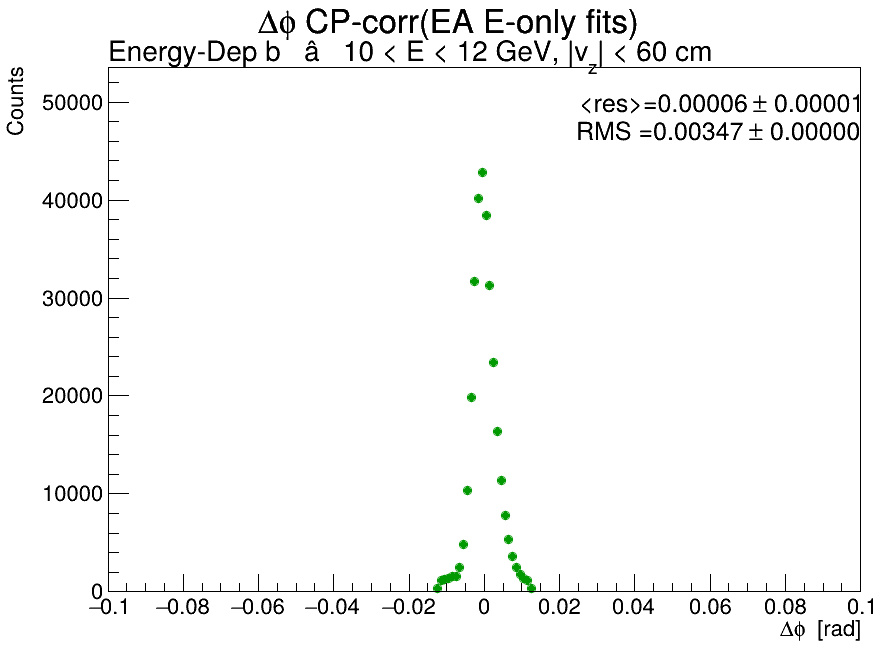 Δφ CP-corr(EA E-only fits)
Energy-Dep b â 10 < E < 12 GeV, |v_z| < 60 cm
Counts
<res>=0.00006 ± 0.00001
RMS =0.00347 ± 0.00000
50000
40000
30000
20000
10000
0
−0.1 −0.08 −0.06 −0.04 −0.02 0 0.02 0.04 0.06 0.08 0.1
Δφ [rad]